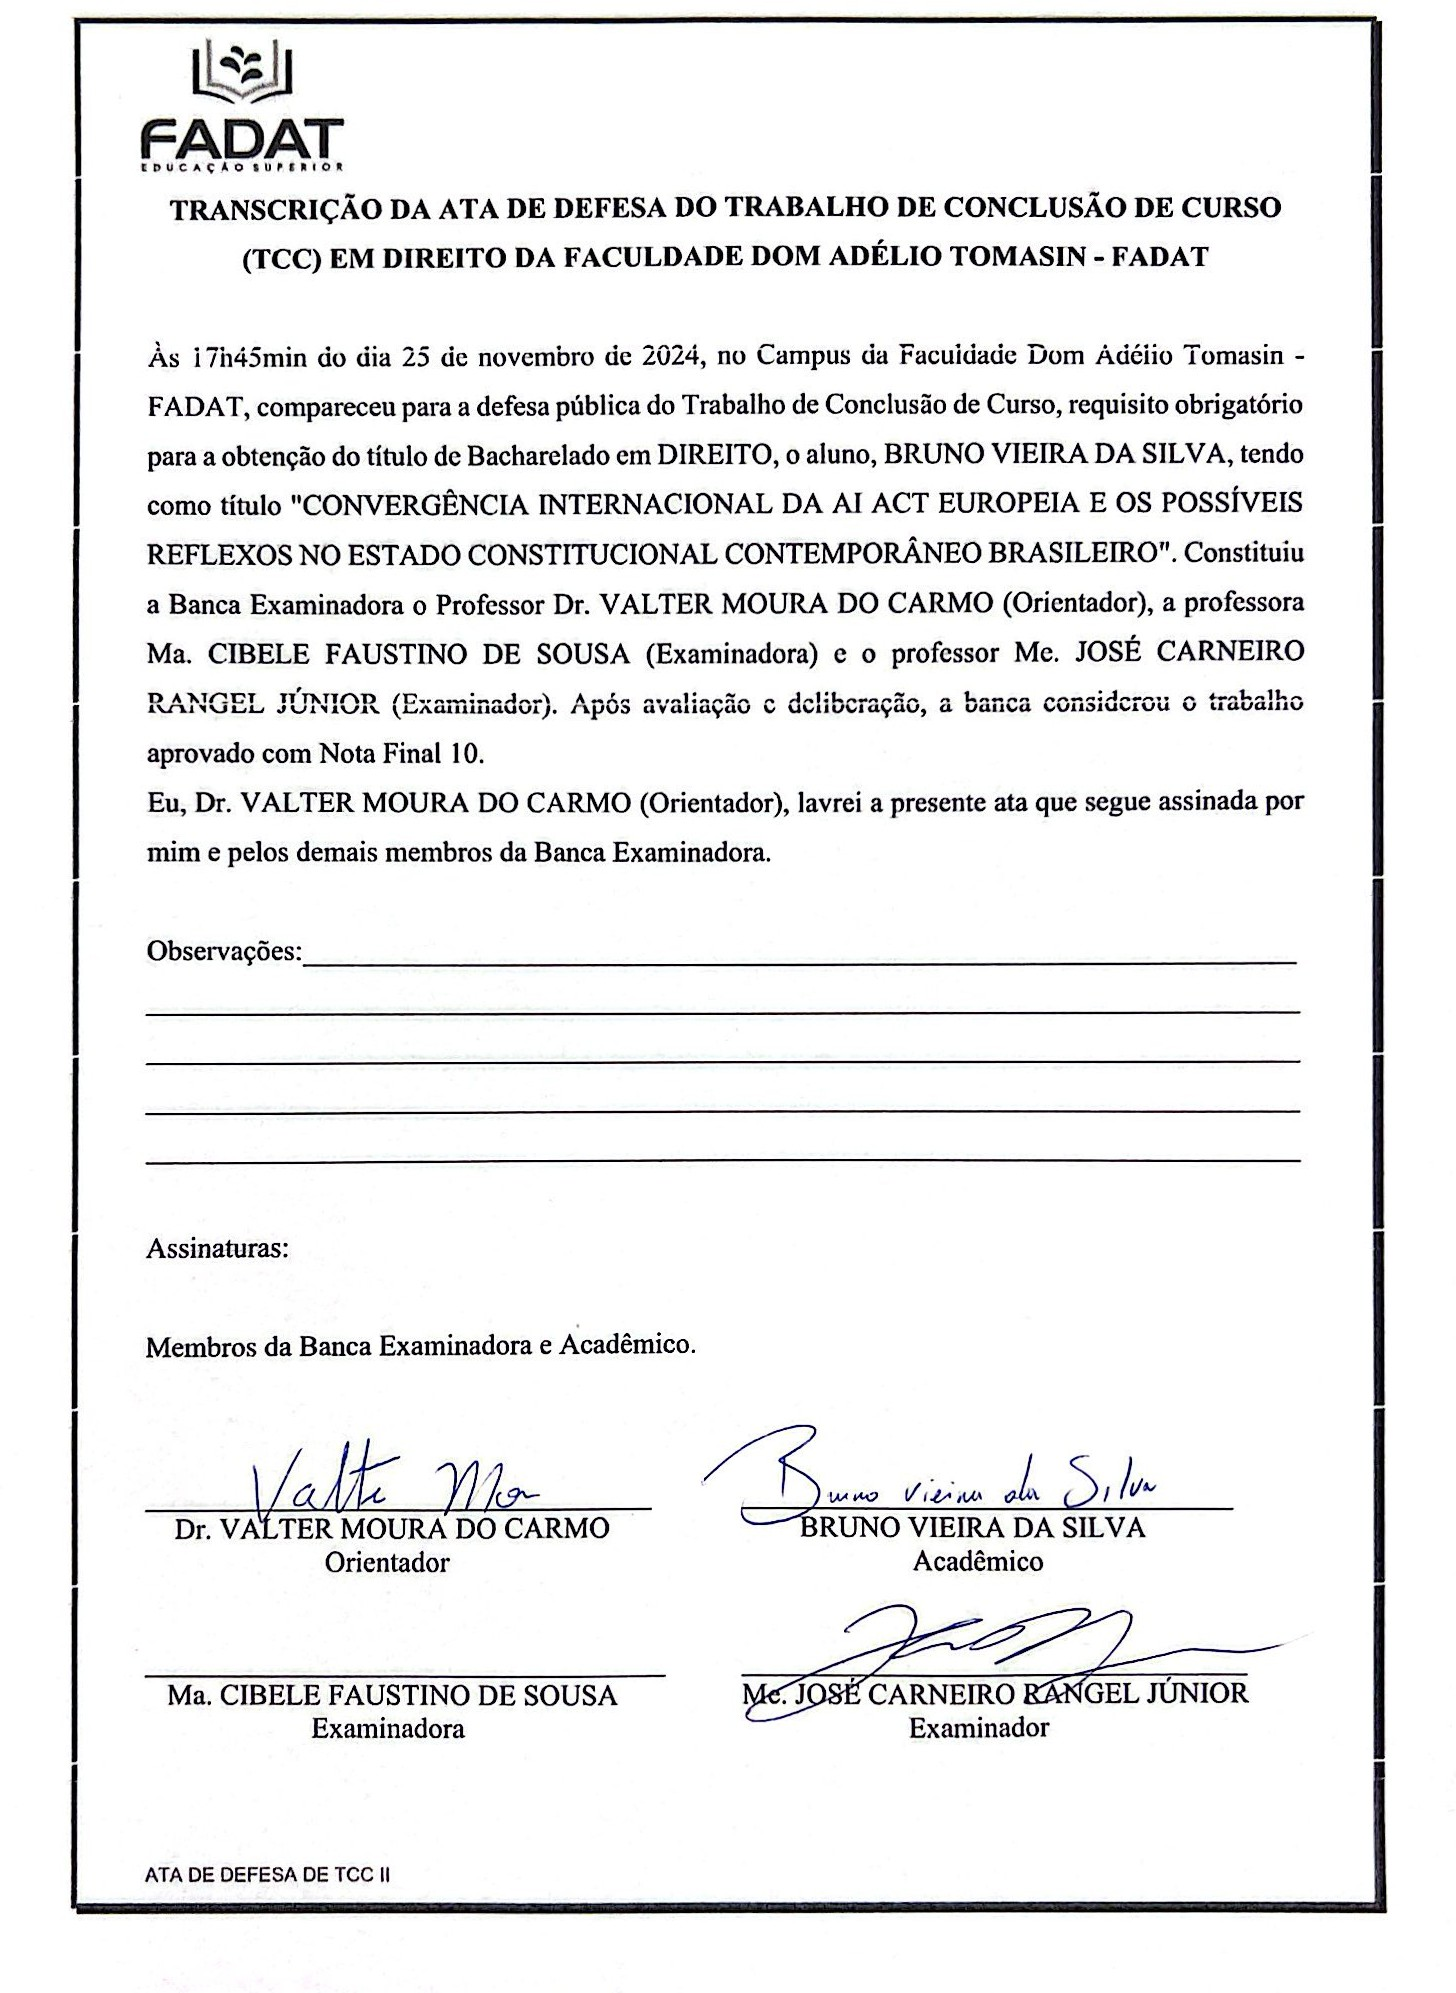 FADAT
EDUCAÇÃO SUPERIOR
TRANSCRIÇÃO DA ATA DE DEFESA DO TRABALHO DE CONCLUSÃO DE CURSO
(TCC) EM DIREITO DA FACULDADE DOM ADÉLIO TOMASIN - FADAT
Às 17h45min do dia 25 de novembro de 2024, no Campus da Faculdade Dom Adélio Tomasin -
FADAT, compareceu para a defesa pública do Trabalho de Conclusão de Curso, requisito obrigatório
para a obtenção do título de Bacharelado em DIREITO, o aluno, BRUNO VIEIRA DA SILVA, tendo
como título "CONVERGÊNCIA INTERNACIONAL DA AI ACT EUROPEIA E OS POSSÍVEIS
REFLEXOS NO ESTADO CONSTITUCIONAL CONTEMPORÂNEO BRASILEIRO". Constituiu
a Banca Examinadora o Professor Dr. VALTER MOURA DO CARMO (Orientador), a professora
Ma. CIBELE FAUSTINO DE SOUSA (Examinadora) e o professor Me. JOSÉ CARNEIRO
RANGEL JÚNIOR (Examinador). Após avaliação e deliberação, a banca considerou o trabalho
aprovado com Nota Final 10.
Eu, Dr. VALTER MOURA DO CARMO (Orientador), lavrei a presente ata que segue assinada por
mim e pelos demais membros da Banca Examinadora.
Observações:
Assinaturas:
Membros da Banca Examinadora e Acadêmico.
Bruno Vieira da Silva
Dr. VALTER MOURA DO CARMO BRUNO VIEIRA DA SILVA
Orientador Acadêmico
Ma. CIBELE FAUSTINO DE SOUSA Me. JOSÉ CARNEIRO RANGEL JÚNIOR
Examinadora Examinador
ATA DE DEFESA DE TCC II